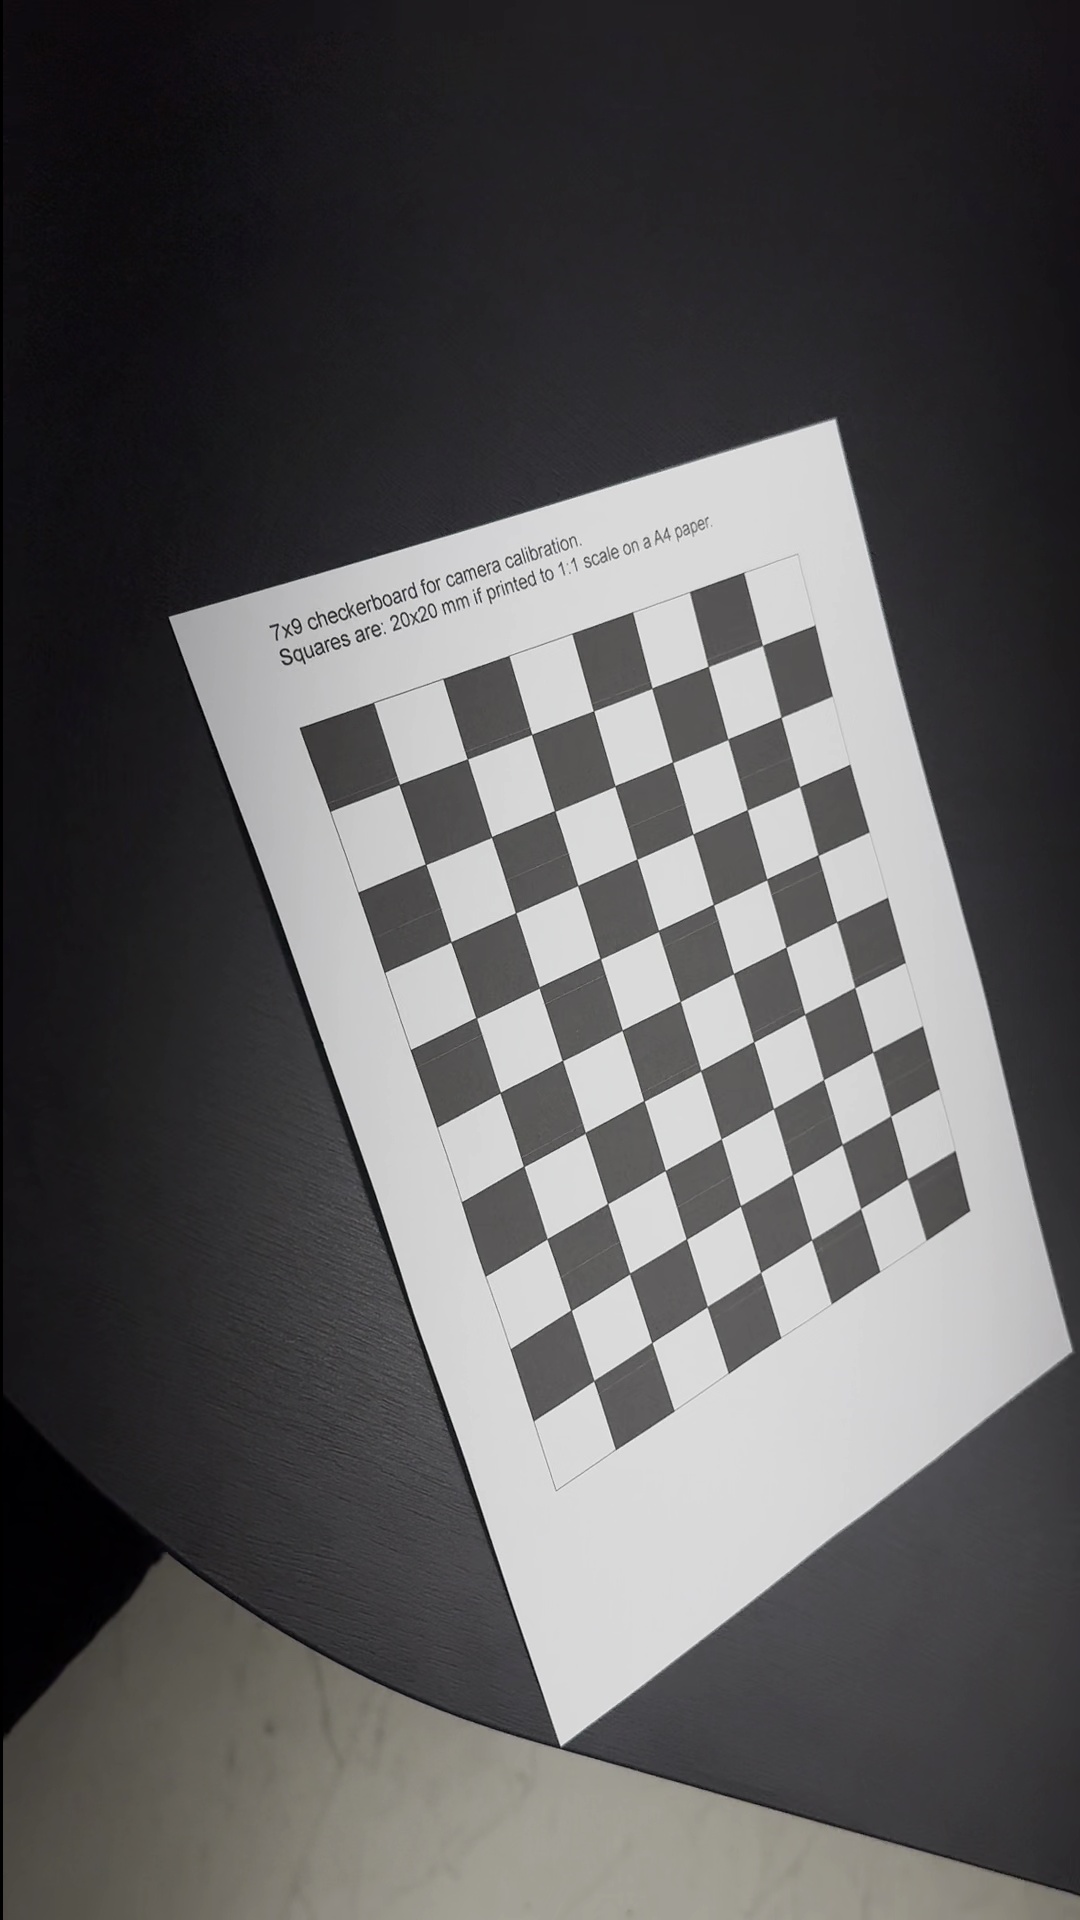 7x9 checkerboard for camera calibration.
Squares are: 20x20 mm if printed to 1:1 scale on a A4 paper.